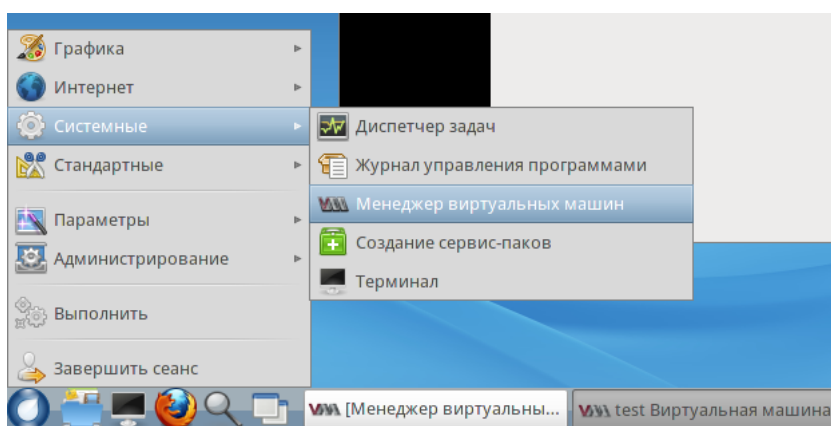 Графика
Интернет
Системные
Стандартные
Параметры
Администрирование
Выполнить
Завершить сеанс
Диспетчер задач
Журнал управления программами
Менеджер виртуальных машин
Создание сервис-паков
Терминал
[Менеджер виртуальны...
test Виртуальная машина